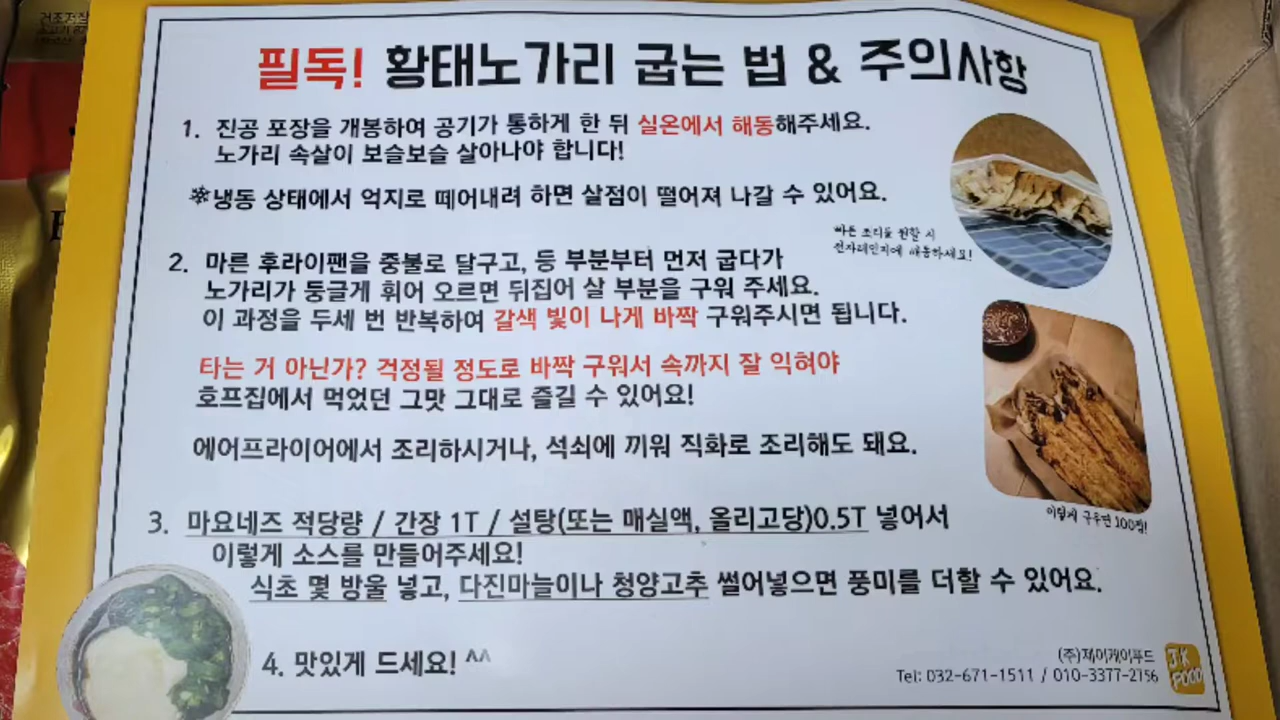 필독! 황태노가리 굽는 법 & 주의사항
1. 진공 포장을 개봉하여 공기가 통하게 한 뒤 실온에서 해동해주세요.
노가리 속살이 보슬보슬 살아나야 합니다!
※냉동 상태에서 억지로 떼어내려 하면 살점이 떨어져 나갈 수 있어요.
빠른 조리를 원할 시
전자레인지에 해동하세요!
2. 마른 후라이팬을 중불로 달구고, 등 부분부터 먼저 굽다가
노가리가 둥글게 휘어 오르면 뒤집어 살 부분을 구워 주세요.
이 과정을 두세 번 반복하여 갈색 빛이 나게 바짝 구워주시면 됩니다.
타는 거 아닌가? 걱정될 정도로 바짝 구워서 속까지 잘 익혀야
호프집에서 먹었던 그맛 그대로 즐길 수 있어요!
에어프라이어에서 조리하시거나, 석쇠에 끼워 직화로 조리해도 돼요.
이렇게 구우면 100점!
3. 마요네즈 적당량 / 간장 1T / 설탕(또는 매실액, 올리고당)0.5T 넣어서
이렇게 소스를 만들어주세요!
식초 몇 방울 넣고, 다진마늘이나 청양고추 썰어넣으면 풍미를 더할 수 있어요.
4. 맛있게 드세요! ^^
(주)제이케이푸드
Tel: 032-671-1511 / 010-3377-2756
JK
FOOD